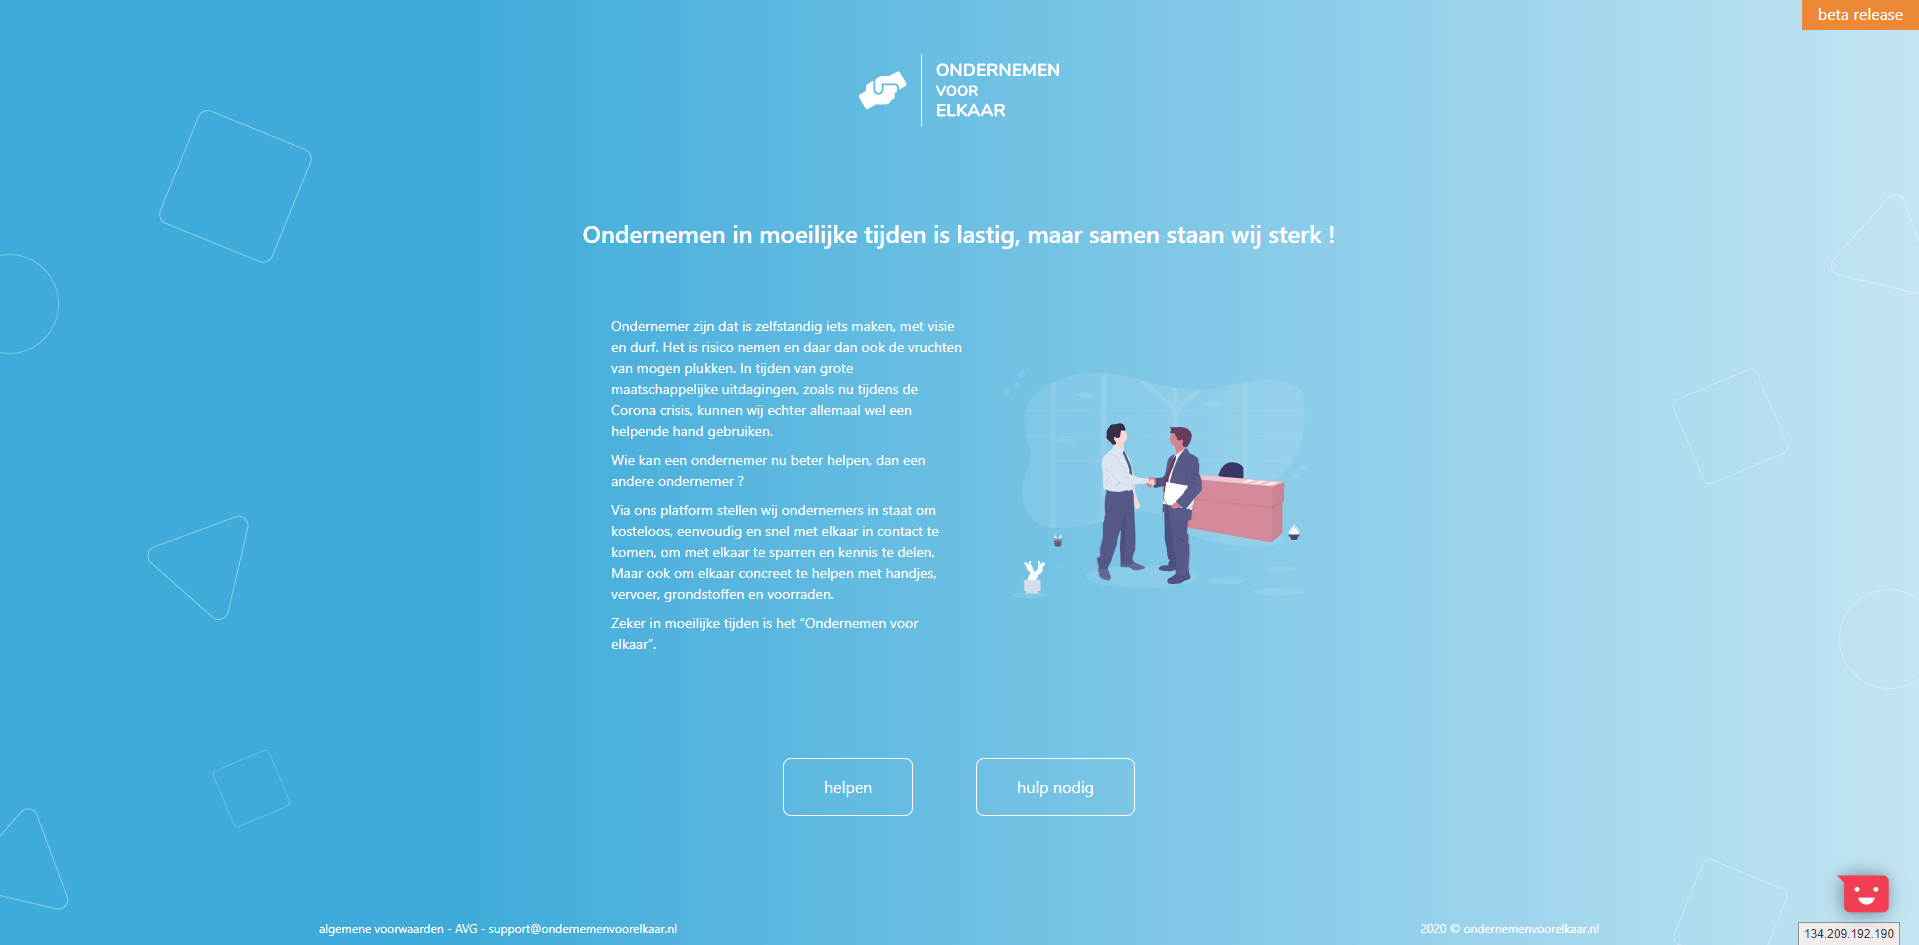 beta release
ONDERNEMEN
VOOR
ELKAAR
Ondernemen in moeilijke tijden is lastig, maar samen staan wij sterk !
Ondernemer zijn dat is zelfstandig iets maken, met visie
en durf. Het is risico nemen en daar dan ook de vruchten
van mogen plukken. In tijden van grote
maatschappelijke uitdagingen, zoals nu tijdens de
Corona crisis, kunnen wij echter allemaal wel een
helpende hand gebruiken.
Wie kan een ondernemer nu beter helpen, dan een
andere ondernemer ?
Via ons platform stellen wij ondernemers in staat om
kosteloos, eenvoudig en snel met elkaar in contact te
komen, om met elkaar te sparren en kennis te delen.
Maar ook om elkaar concreet te helpen met handjes,
vervoer, grondstoffen en voorraden.
Zeker in moeilijke tijden is het “Ondernemen voor
elkaar”.
helpen
hulp nodig
algemene voorwaarden - AVG - support@ondernemenvoorelkaar.nl
2020 © ondernemenvoorelkaar.nl
134.209.192.190